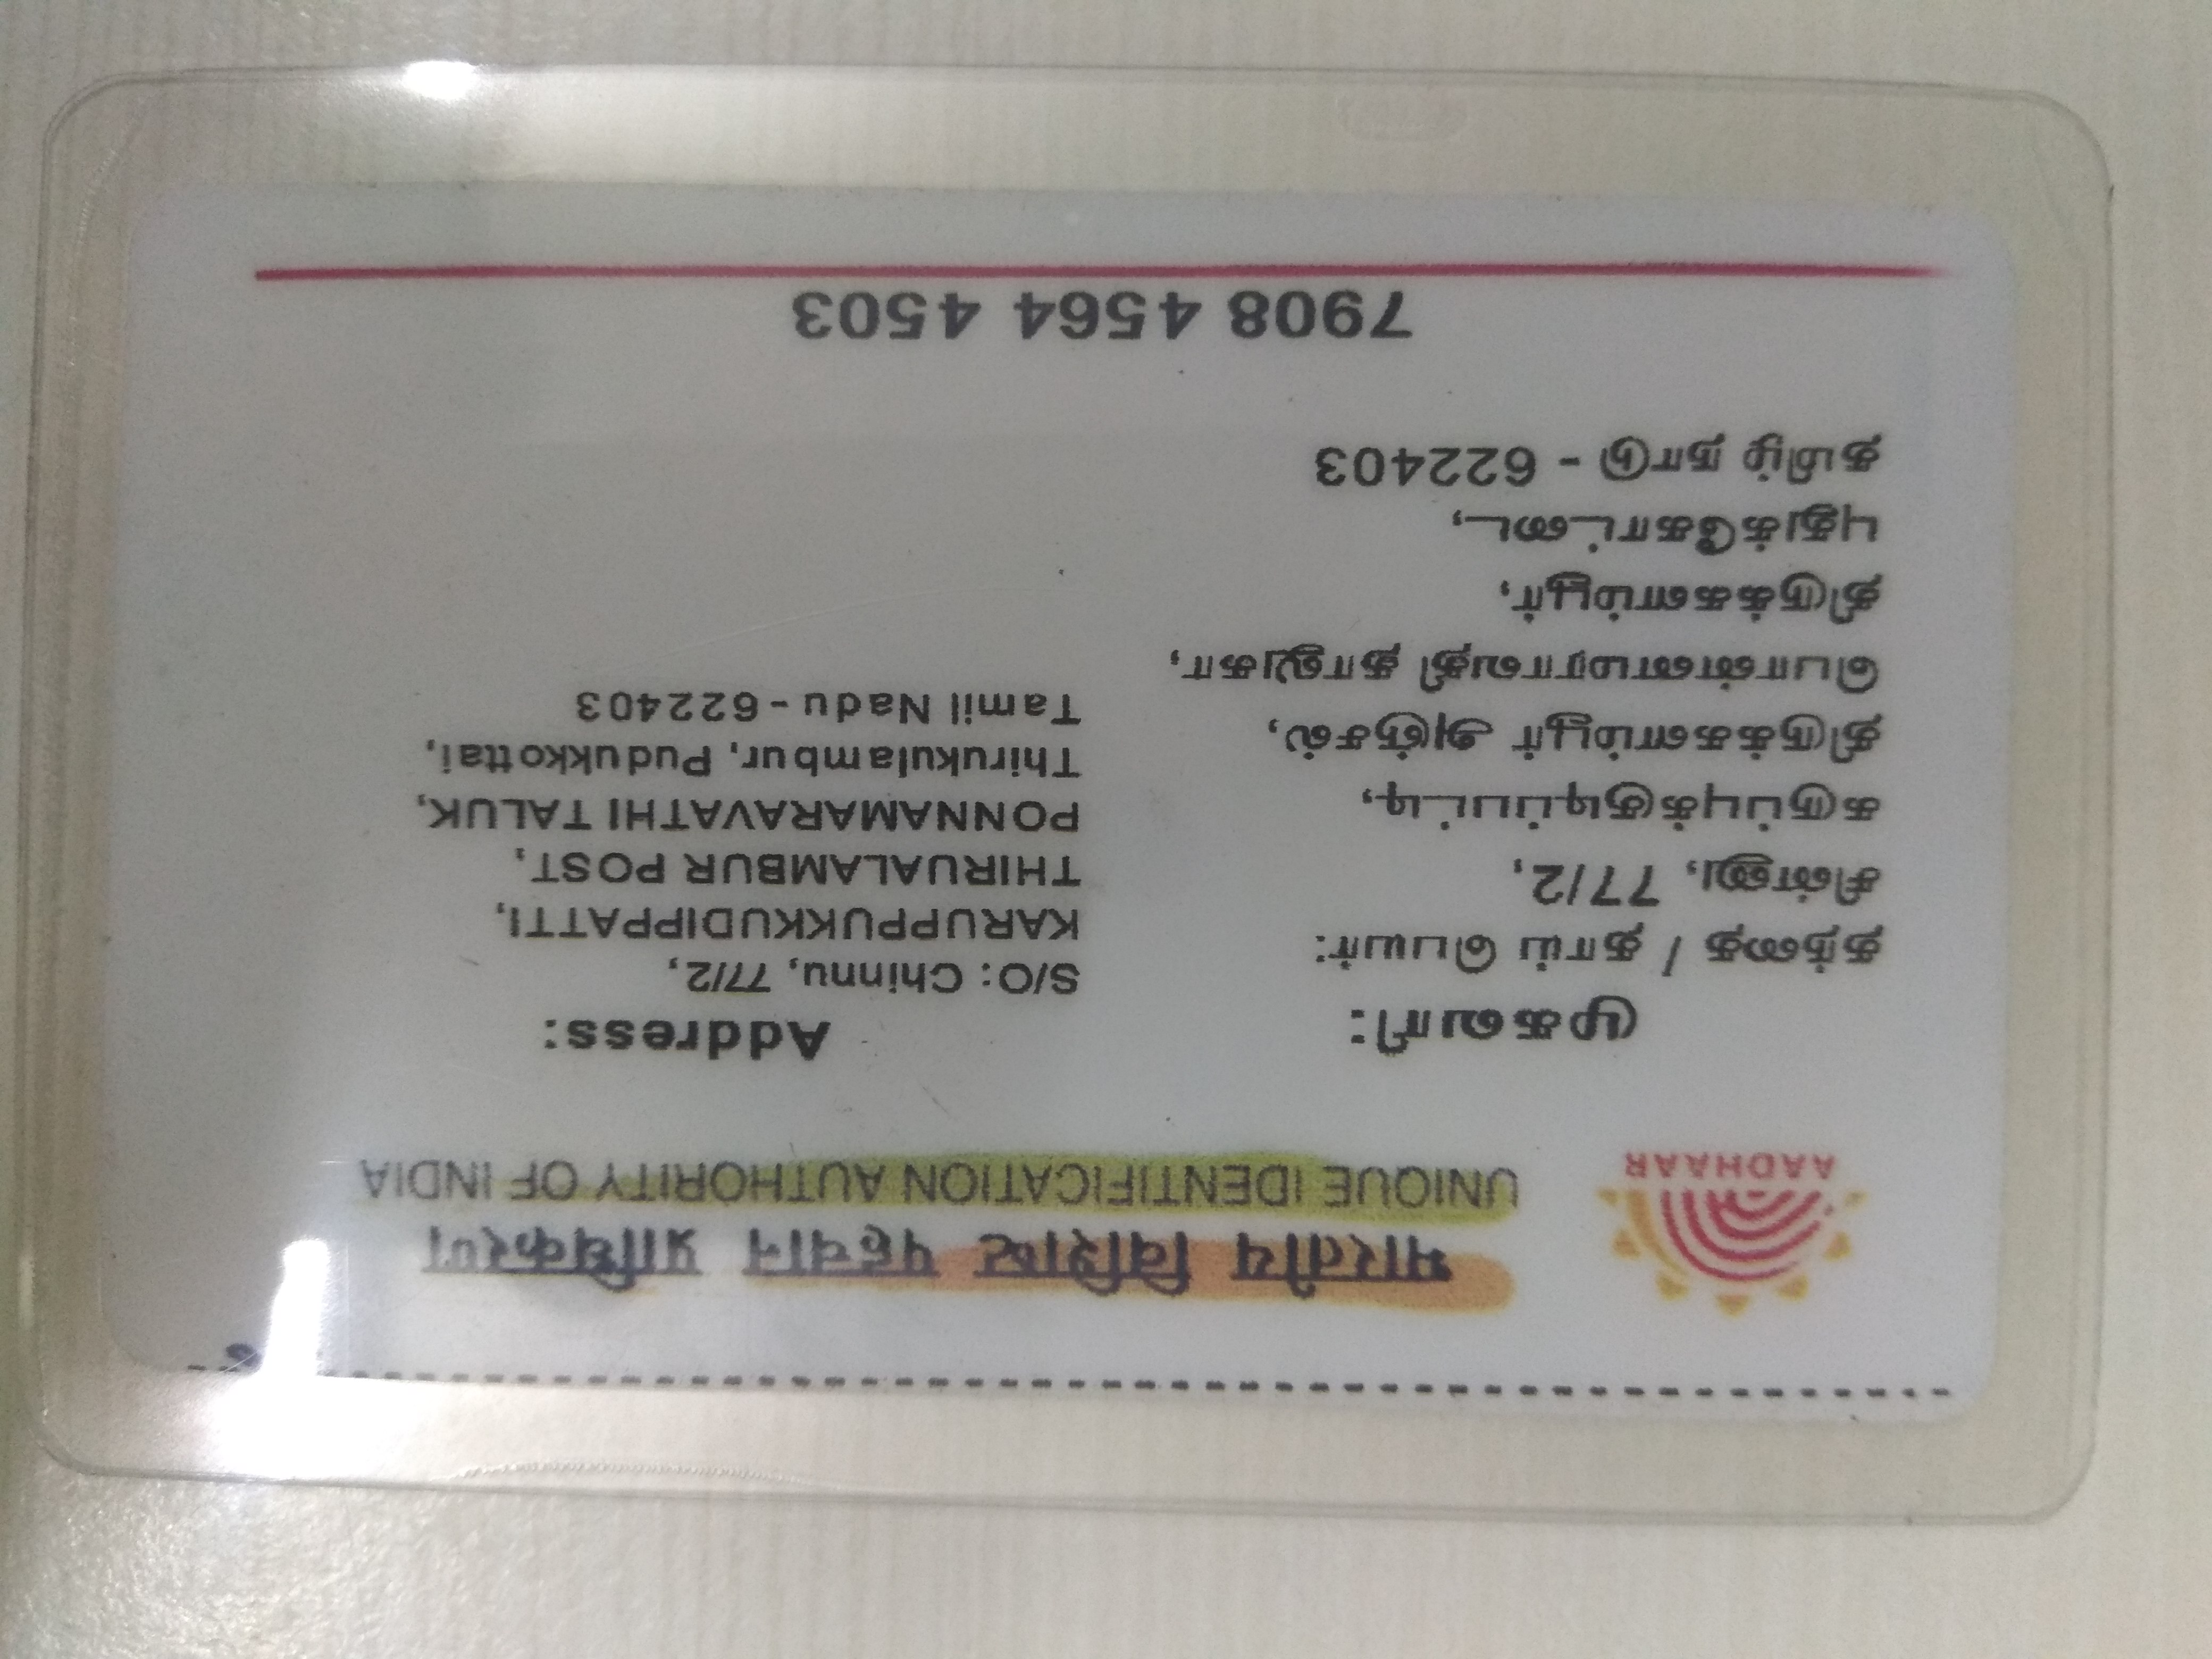 भारतीय विशिष्ट पहचान प्राधिकरण
UNIQUE IDENTIFICATION AUTHORITY OF INDIA
AADHAAR
முகவரி:
தந்தை / தாய் பெயர்:
சின்னு, 77/2,
கருப்புக்குடிப்பட்டி,
திருக்களம்பூர் அஞ்சல்,
பொன்னமராவதி தாலுகா,
திருக்களம்பூர்,
புதுக்கோட்டை,
தமிழ் நாடு - 622403
Address:
S/O: Chinnu, 77/2,
KARUPPUKKUDIPPATTI,
THIRUALAMBUR POST,
PONNAMARAVATHI TALUK,
Thirukulambur, Pudukkottai,
Tamil Nadu - 622403
7908 4564 4503